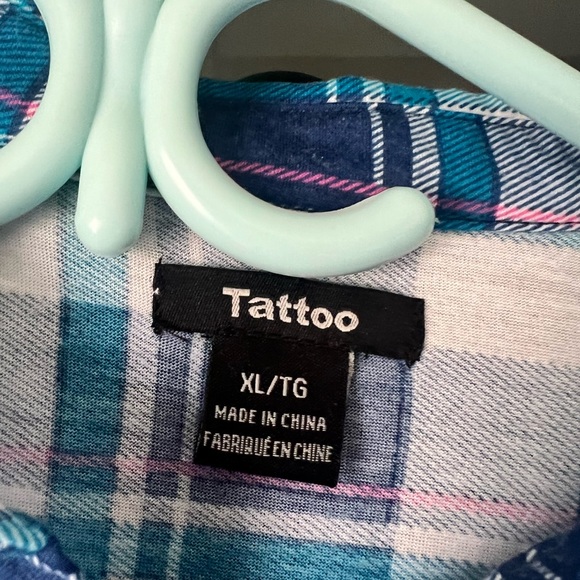 Tattoo
XL/TG
MADE IN CHINA
FABRIQUÉ EN CHINE